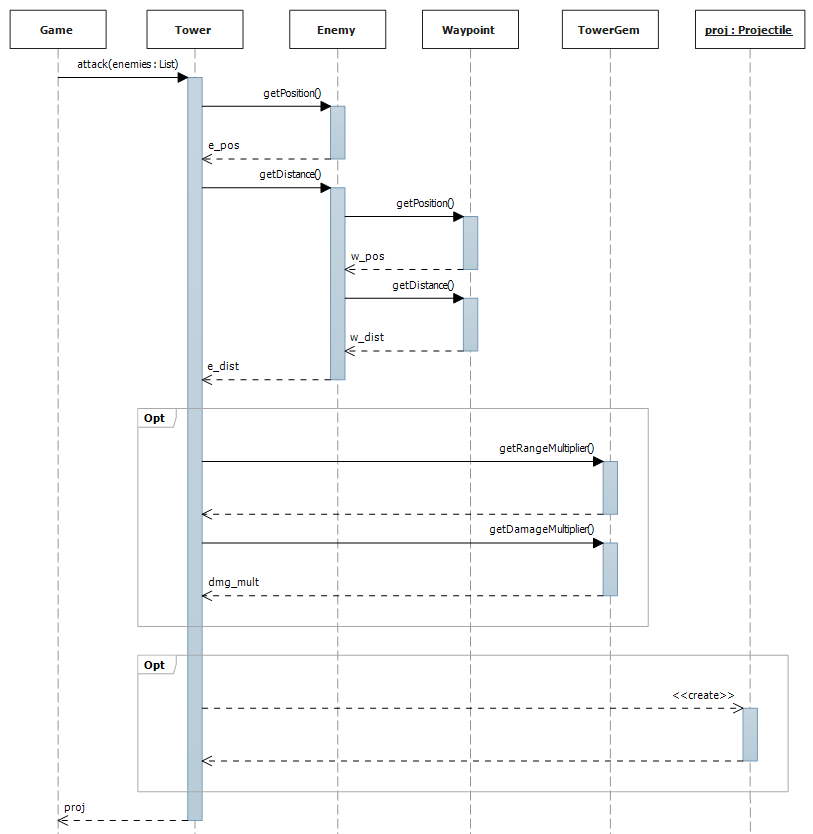 Game
Tower
Enemy
Waypoint
TowerGem
proj : Projectile
attack(enemies : List)
getPosition()
e_pos
getDistance()
getPosition()
w_pos
getDistance()
w_dist
e_dist
Opt
getRangeMultiplier()
getDamageMultiplier()
dmg_mult
Opt
<<create>>
proj